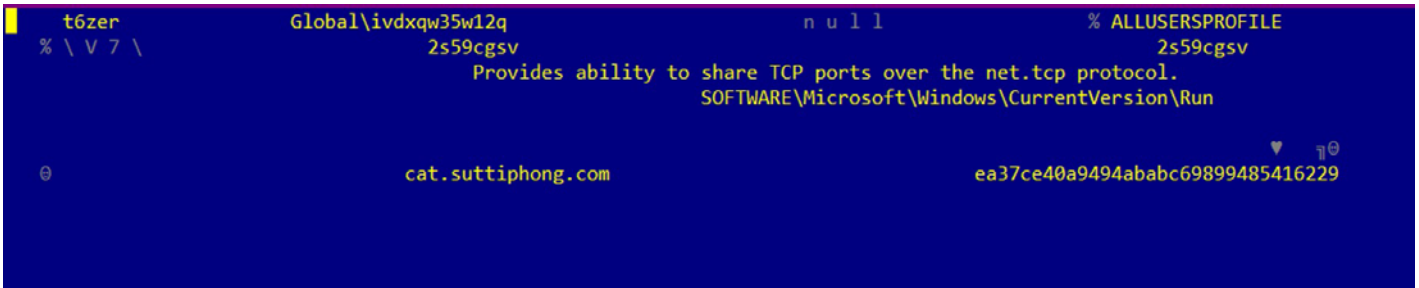 t6zer Global\ivdxqw35w12q n u l l % ALLUSERSPROFILE
% \ V 7 \ 2s59cgsv 2s59cgsv
Provides ability to share TCP ports over the net.tcp protocol.
SOFTWARE\Microsoft\Windows\CurrentVersion\Run
♥ ╗☺
☺ cat.suttiphong.com ea37ce40a9494ababc69899485416229